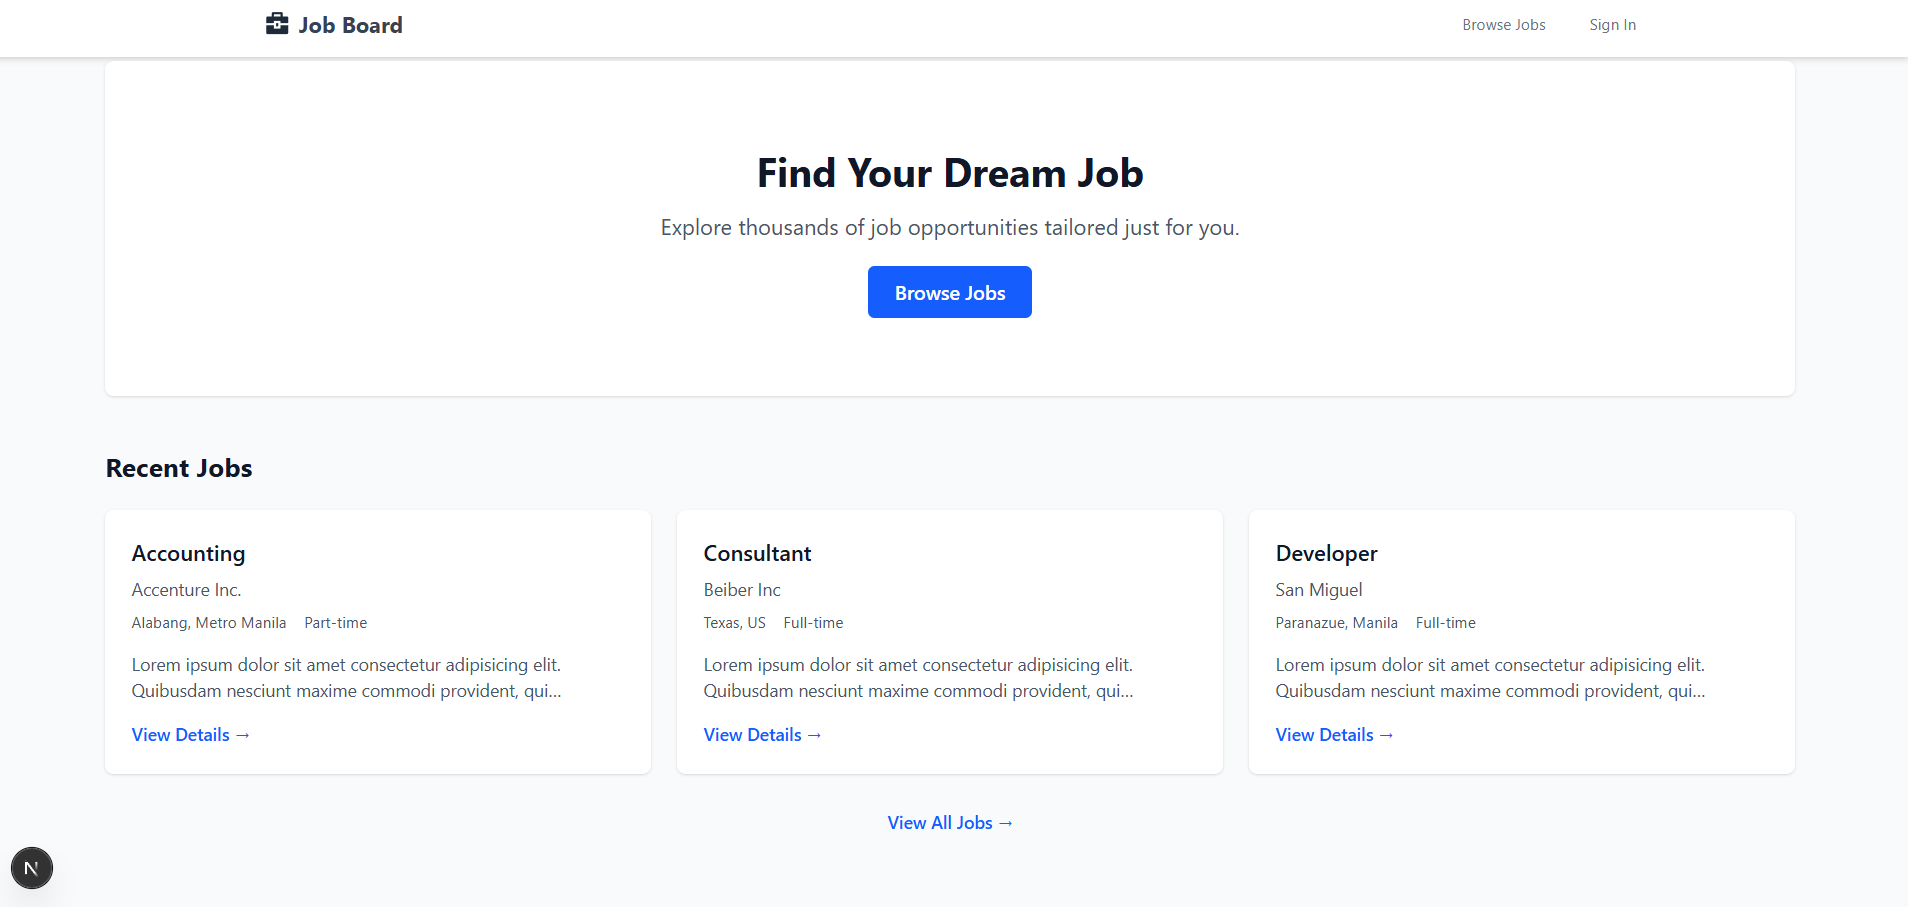 Job Board
Browse Jobs
Sign In
Find Your Dream Job
Explore thousands of job opportunities tailored just for you.
Browse Jobs
Recent Jobs
Accounting
Accenture Inc.
Alabang, Metro Manila Part-time
Lorem ipsum dolor sit amet consectetur adipisicing elit.
Quibusdam nesciunt maxime commodi provident, qui...
View Details →
Consultant
Beiber Inc
Texas, US Full-time
Lorem ipsum dolor sit amet consectetur adipisicing elit.
Quibusdam nesciunt maxime commodi provident, qui...
View Details →
Developer
San Miguel
Paranazue, Manila Full-time
Lorem ipsum dolor sit amet consectetur adipisicing elit.
Quibusdam nesciunt maxime commodi provident, qui...
View Details →
View All Jobs →
N